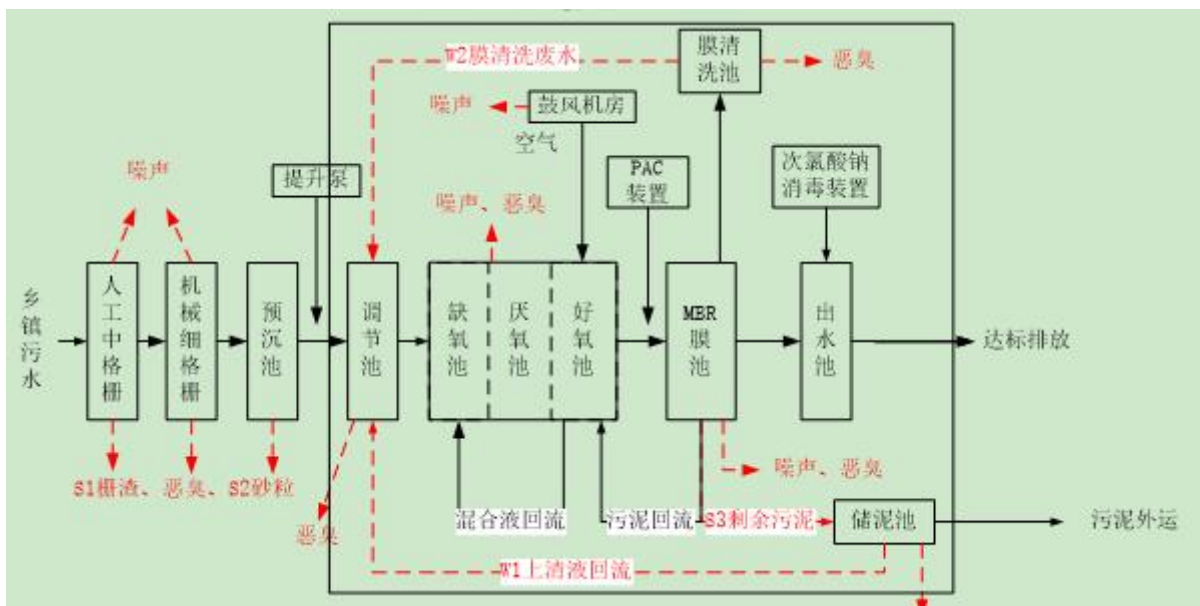 W2膜清洗废水
膜清
洗池
恶臭
噪声
鼓风机房
空气
噪声
提升泵
噪声、恶臭
PAC
装置
次氯酸钠
消毒装置
乡镇污水
人工中格栅
机械细格栅
预沉池
调节池
缺氧池
厌氧池
好氧池
MBR
膜池
出水池
达标排放
S1栅渣、恶臭、S2砂粒
噪声、恶臭
恶臭
混合液回流
污泥回流
S3剩余污泥
储泥池
污泥外运
W1上清液回流